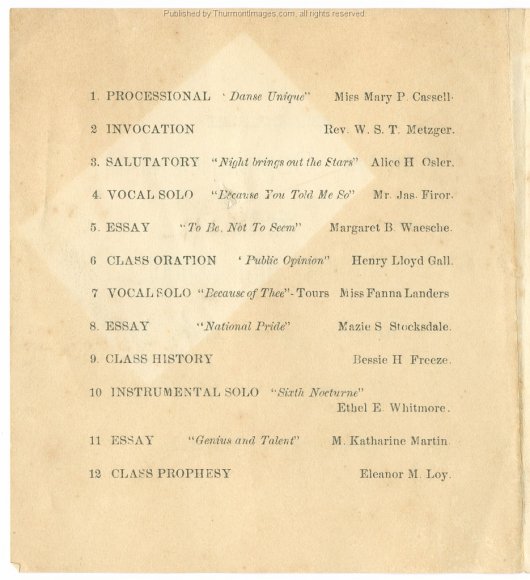 Published by ThurmontImages.com, all rights reserved
1. PROCESSIONAL ‘Danse Unique” Miss Mary P. Cassell.
2 INVOCATION Rev. W. S. T. Metzger.
3. SALUTATORY “Night brings out the Stars” Alice H Osler.
4. VOCAL SOLO “Because You Told Me So” Mr. Jas. Firor.
5. ESSAY “To Be, Not To Seem” Margaret B. Waesche.
6 CLASS ORATION ‘Public Opinion” Henry Lloyd Gall.
7 VOCAL SOLO “Because of Thee”-Tours Miss Fanna Landers
8. ESSAY “National Pride” Mazie S Stocksdale.
9. CLASS HISTORY Bessie H Freeze.
10 INSTRUMENTAL SOLO “Sixth Nocturne”
Ethel E Whitmore.
11 ESSAY “Genius and Talent” M. Katharine Martin.
12 CLASS PROPHESY Eleanor M. Loy.